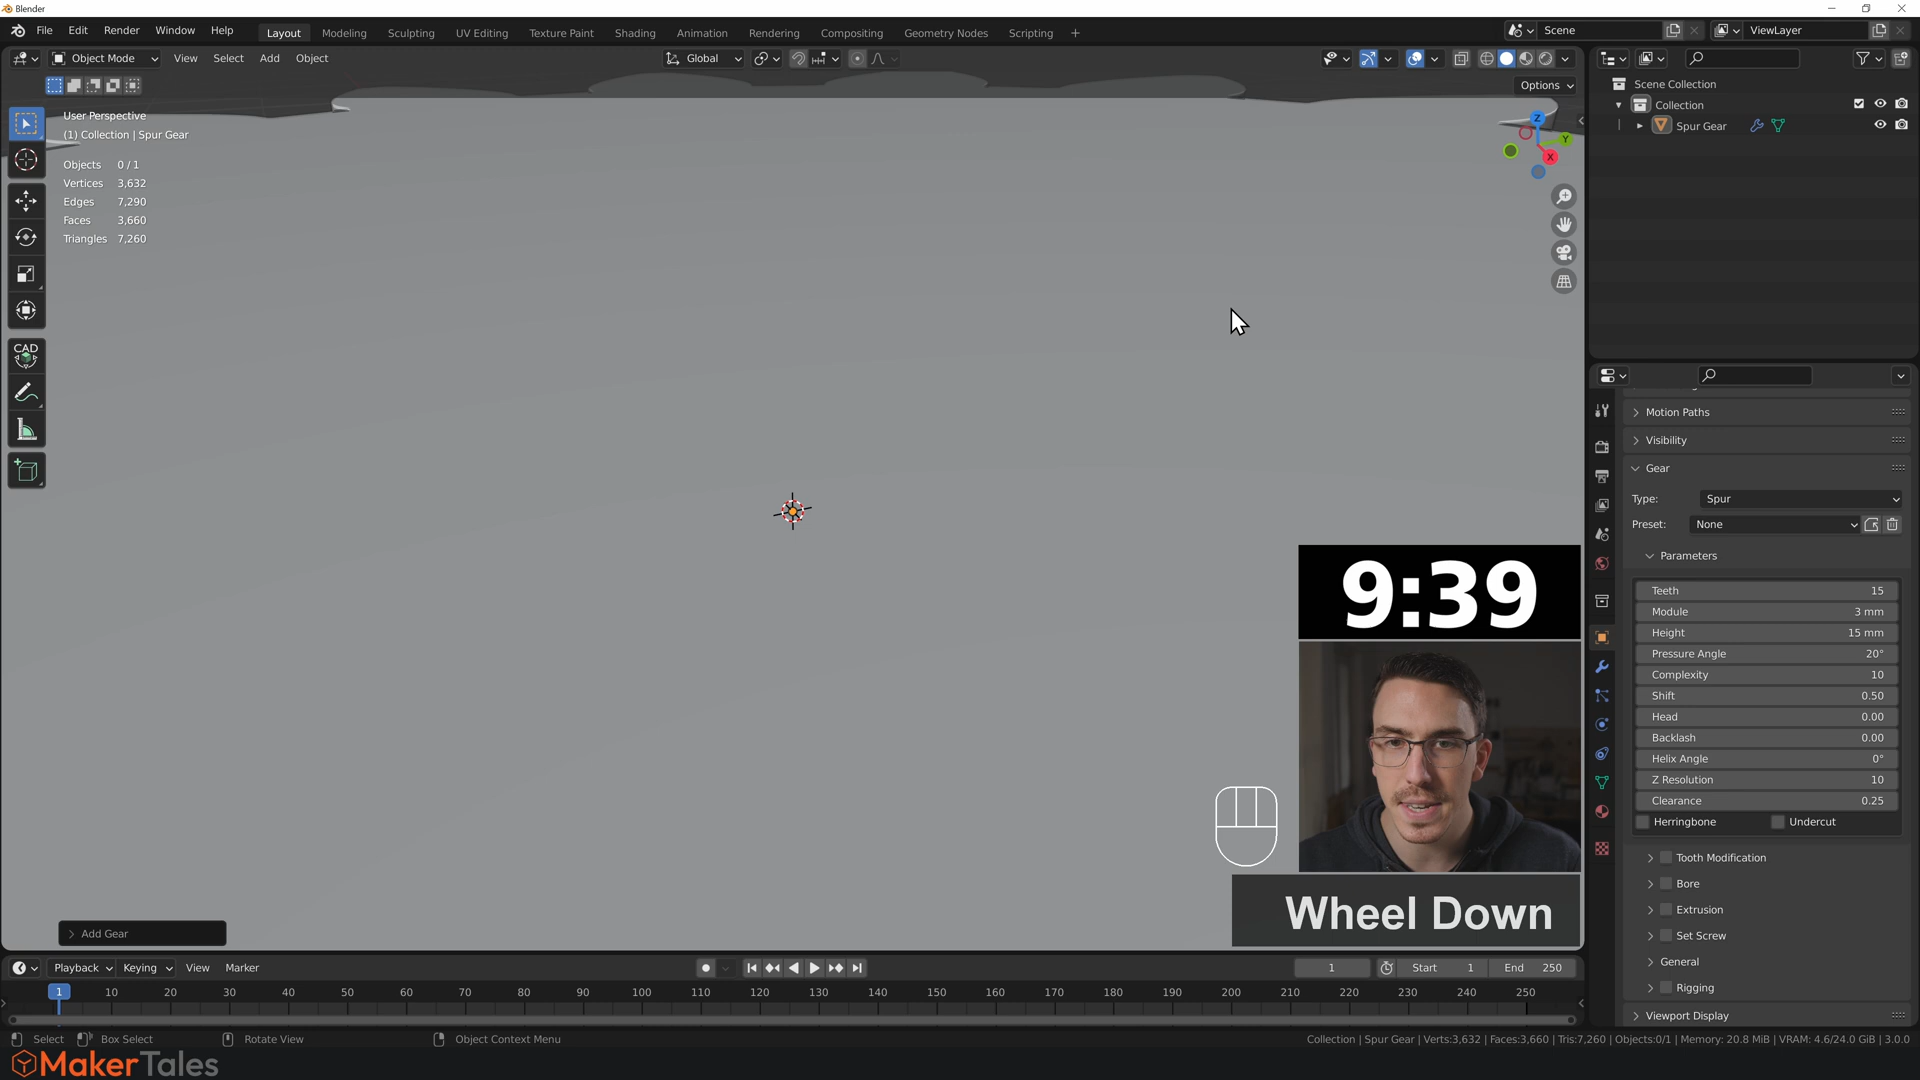 Blender
File Edit Render Window Help Layout Modeling Sculpting UV Editing Texture Paint Shading Animation Rendering Compositing Geometry Nodes Scripting + Scene ViewLayer
Object Mode View Select Add Object Global
Options
User Perspective
(1) Collection | Spur Gear
Objects 0 / 1
Vertices 3,632
Edges 7,290
Faces 3,660
Triangles 7,260
CAD
Z
Y
X
Scene Collection
Collection
Spur Gear
Motion Paths
Visibility
Gear
Type: Spur
Preset: None
Parameters
Teeth 15
Module 3 mm
Height 15 mm
Pressure Angle 20°
Complexity 10
Shift 0.50
Head 0.00
Backlash 0.00
Helix Angle 0°
Z Resolution 10
Clearance 0.25
Herringbone Undercut
Tooth Modification
Bore
Extrusion
Set Screw
General
Rigging
Viewport Display
9:39
Wheel Down
Add Gear
Playback Keying View Marker 1 Start 1 End 250
1 10 20 30 40 50 60 70 80 90 100 110 120 130 140 150 160 170 180 190 200 210 220 230 240 250
Select Box Select Rotate View Object Context Menu Collection | Spur Gear | Verts:3,632 | Faces:3,660 | Tris:7,260 | Objects:0/1 | Memory: 20.8 MiB | VRAM: 4.6/24.0 GiB | 3.0.0
MakerTales